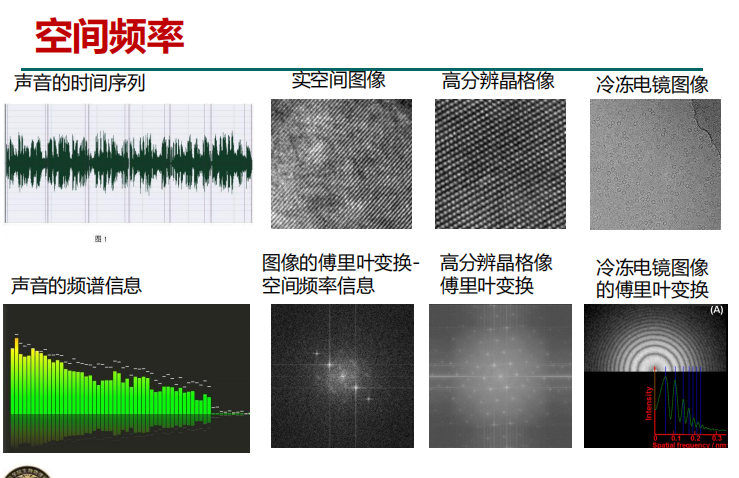 空间频率
声音的时间序列
实空间图像
高分辨晶格像
冷冻电镜图像
图 1
声音的频谱信息
图像的傅里叶变换-
空间频率信息
高分辨晶格像
傅里叶变换
冷冻电镜图像
的傅里叶变换
(A)
Intensity
0 0.1 0.2 0.3
Spatial frequency / nm